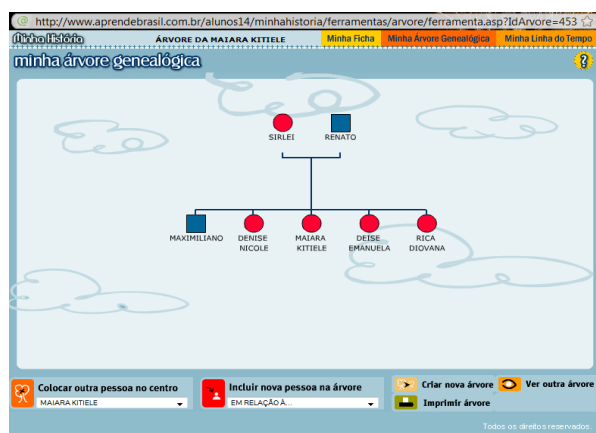 http://www.aprendebrasil.com.br/alunos14/minhahistoria/ferramentas/arvore/ferramenta.asp?IdArvore=453
Minha História ÁRVORE DA MAIARA KITIELE Minha Ficha Minha Árvore Genealógica Minha Linha do Tempo
minha árvore genealógica ?
SIRLEI RENATO
MAXIMILIANO DENISE MAIARA DEISE RICA
NICOLE KITIELE EMANUELA DIOVANA
Colocar outra pessoa no centro Incluir nova pessoa na árvore Criar nova árvore Ver outra árvore
MAIARA KITIELE EM RELAÇÃO À... Imprimir árvore
Todos os direitos reservados.